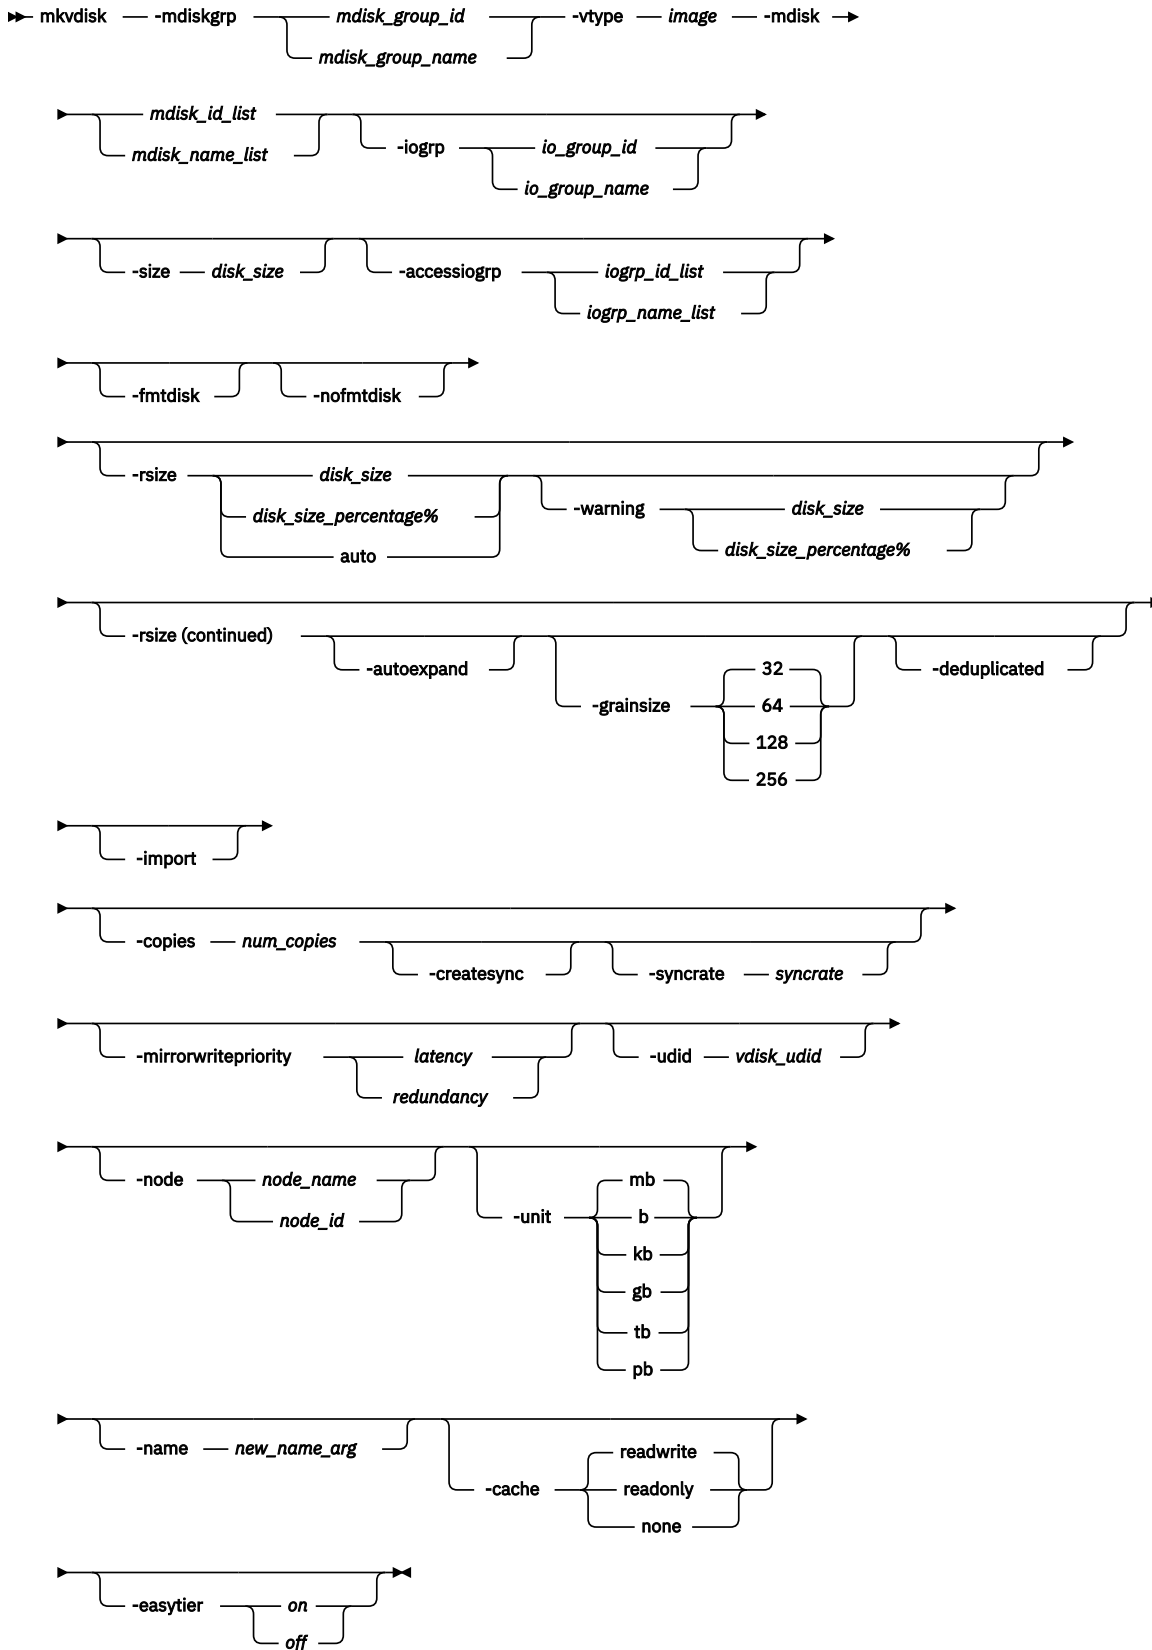 mkvdisk -mdiskgrp mdisk_group_id -vtype image -mdisk
mdisk_group_name
mdisk_id_list
mdisk_name_list -iogrp io_group_id
io_group_name
-size disk_size -accessiogrp iogrp_id_list
iogrp_name_list
-fmtdisk -nofmtdisk
-rsize disk_size
disk_size_percentage% -warning disk_size
auto disk_size_percentage%
-rsize (continued)
-autoexpand 32 -deduplicated
-grainsize 64
128
256
-import
-copies num_copies
-createsync -syncrate syncrate
-mirrorwritepriority latency -udid vdisk_udid
redundancy
-node node_name mb
node_id -unit b
kb
gb
tb
pb
-name new_name_arg readwrite
-cache readonly
none
-easytier on
off